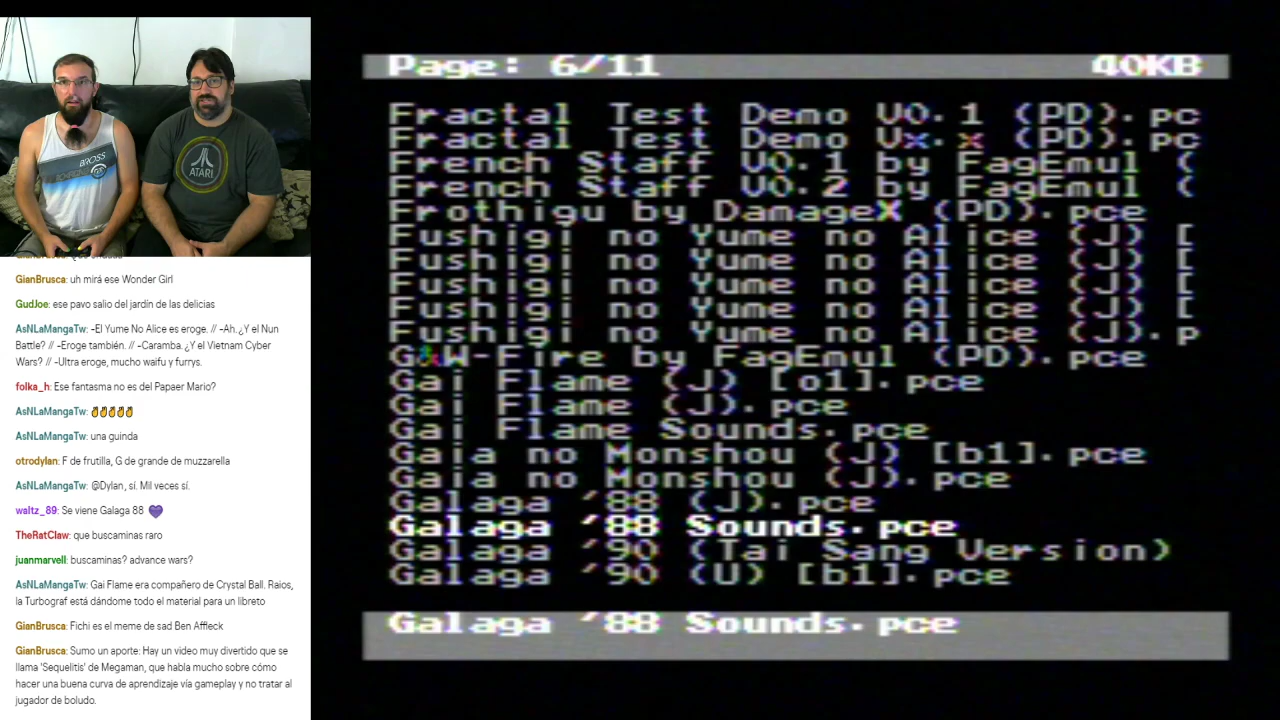 BROSS
ATARI
GianBrusca: uh mirá ese Wonder Girl
GudJoe: ese pavo salio del jardín de las delicias
AsNLaMangaTw: -El Yume No Alice es eroge. // -Ah. ¿Y el Nun
Battle? // -Eroge también. // -Caramba. ¿Y el Vietnam Cyber
Wars? // -Ultra eroge, mucho waifu y furrys.
folka_h: Ese fantasma no es del Papaer Mario?
AsNLaMangaTw:
AsNLaMangaTw: una guinda
otrodylan: F de frutilla, G de grande de muzzarella
AsNLaMangaTw: @Dylan, sí. Mil veces sí.
waltz_89: Se viene Galaga 88
TheRatClaw: que buscaminas raro
juanmarvell: buscaminas? advance wars?
AsNLaMangaTw: Gai Flame era compañero de Crystal Ball. Raios,
la Turbograf está dándome todo el material para un libreto
GianBrusca: Fichi es el meme de sad Ben Affleck
GianBrusca: Sumo un aporte: Hay un video muy divertido que se
llama 'Sequelitis' de Megaman, que habla mucho sobre cómo
hacer una buena curva de aprendizaje vía gameplay y no tratar al
jugador de boludo.
Page: 6/11 40KB
Fractal Test Demo V0.1 (PD).pc
Fractal Test Demo Vx.x (PD).pc
French Staff V0.1 by FagEmul (
French Staff V0.2 by FagEmul (
Frothigu by DamageX (PD).pce
Fushigi no Yume no Alice (J) [
Fushigi no Yume no Alice (J) [
Fushigi no Yume no Alice (J) [
Fushigi no Yume no Alice (J) [
Fushigi no Yume no Alice (J).p
G&W-Fire by FagEmul (PD).pce
Gai Flame (J) [o1].pce
Gai Flame (J).pce
Gai Flame Sounds.pce
Gaia no Monshou (J) [b1].pce
Gaia no Monshou (J).pce
Galaga '88 (J).pce
Galaga '88 Sounds.pce
Galaga '90 (Tai Sang Version)
Galaga '90 (U) [b1].pce
Galaga '88 Sounds.pce